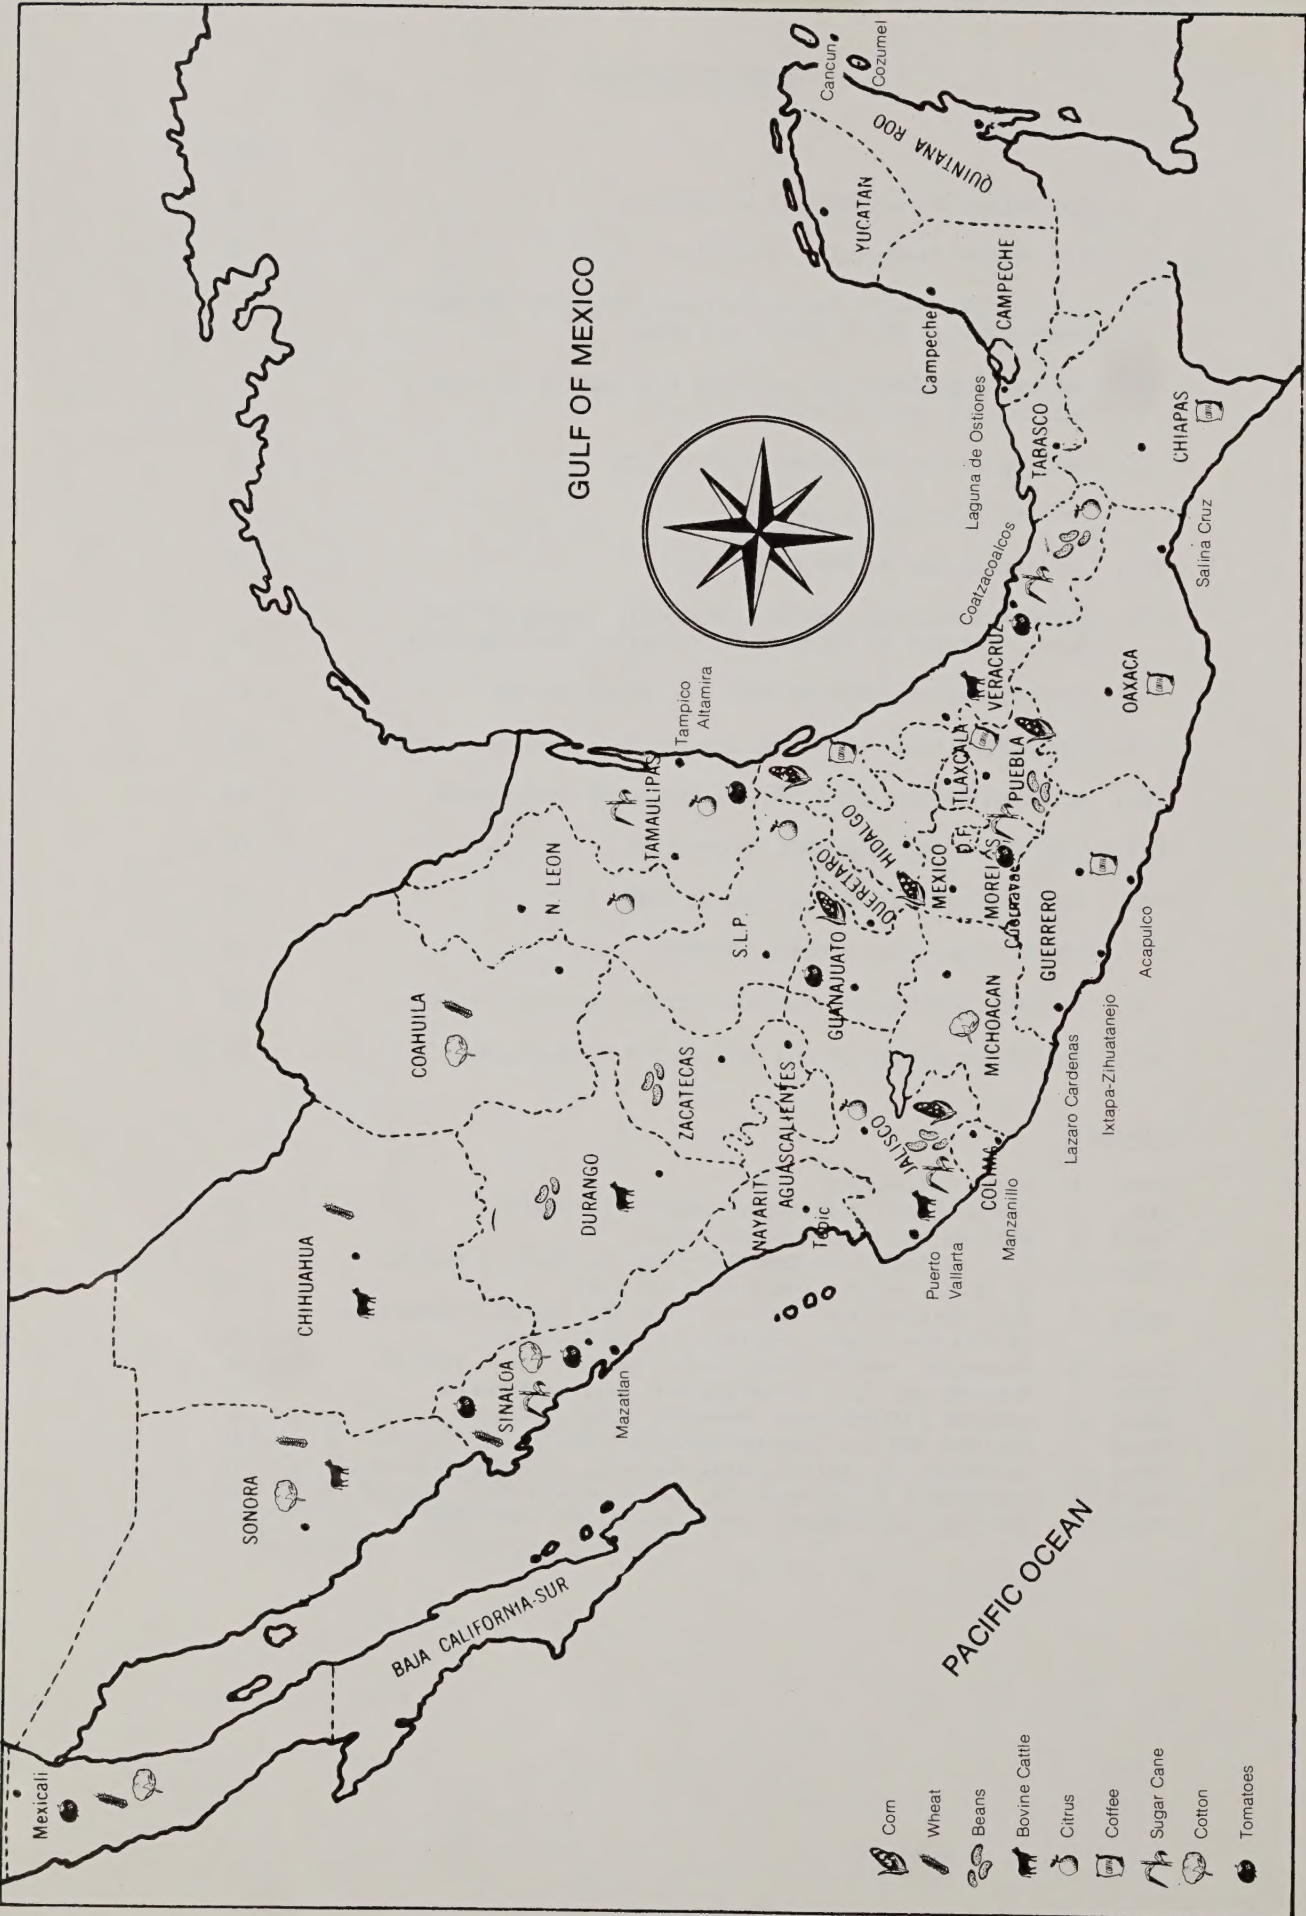 GULF OF MEXICO
PACIFIC OCEAN
Mexicali
BAJA CALIFORNIA-SUR
SONORA
CHIHUAHUA
COAHUILA
N. LEON
TAMAULIPAS
Tampico
Altamira
SINALOA
Mazatlan
DURANGO
ZACATECAS
S.L.P.
NAYARIT
Tepic
AGUASCALIENTES
JALISCO
Puerto
Vallarta
GUANAJUATO
QUERETARO
HIDALGO
COLIMA
Manzanillo
MICHOACAN
MEXICO
D.F.
TLAXCALA
MORELOS
Cuernavaca
PUEBLA
VERACRUZ
Coatzacoalcos
GUERRERO
Lazaro Cardenas
Ixtapa-Zihuatanejo
Acapulco
OAXACA
Salina Cruz
Laguna de Ostiones
TABASCO
CHIAPAS
Campeche
CAMPECHE
YUCATAN
QUINTANA ROO
Cancun
Cozumel
Corn
Wheat
Beans
Bovine Cattle
Citrus
Coffee
Sugar Cane
Cotton
Tomatoes